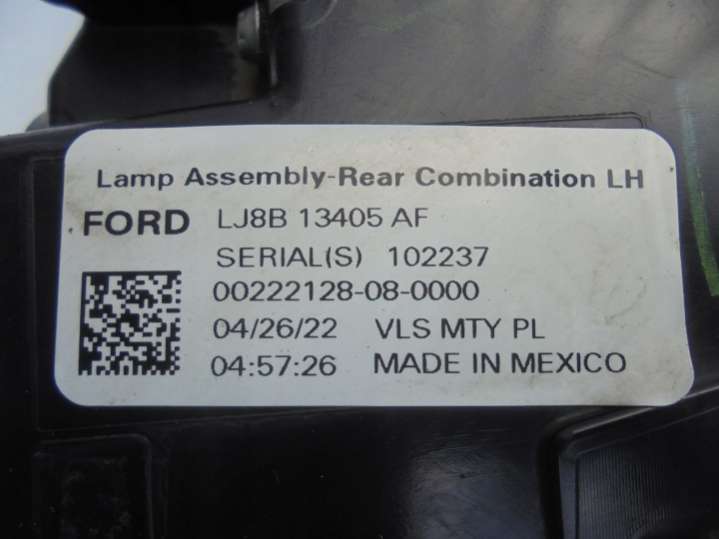 Lamp Assembly-Rear Combination LH
FORD LJ8B 13405 AF
SERIAL(S) 102237
00222128-08-0000
04/26/22 VLS MTY PL
04:57:26 MADE IN MEXICO